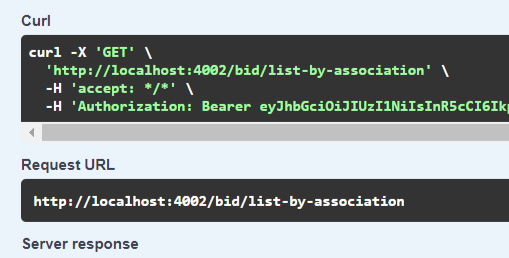 Curl
curl -X 'GET' \
'http://localhost:4002/bid/list-by-association' \
-H 'accept: */*' \
-H 'Authorization: Bearer eyJhbGciOiJIUzI1NiIsInR5cCI6Ikp
Request URL
http://localhost:4002/bid/list-by-association
Server response